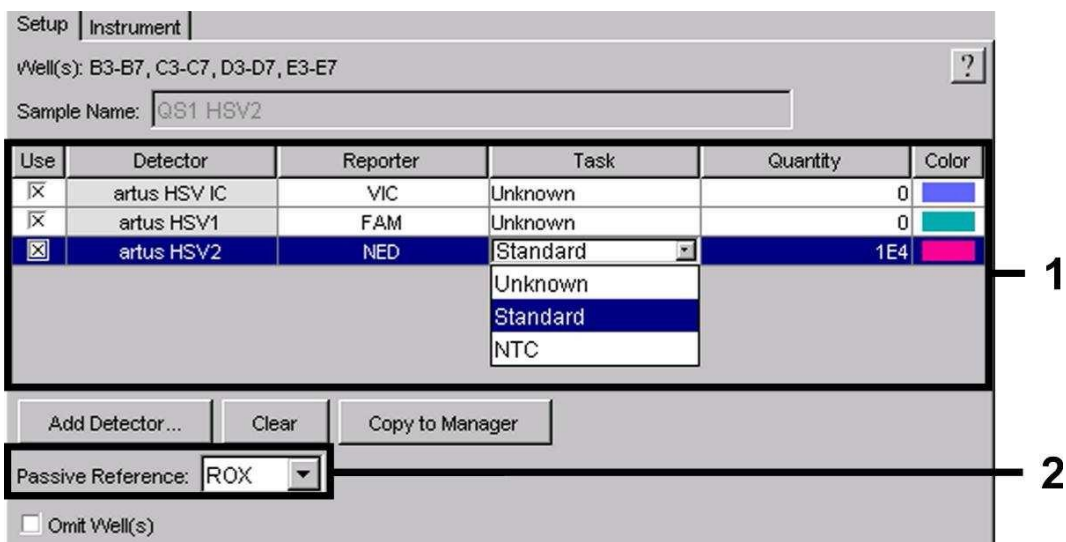 Setup Instrument
Well(s): B3-B7, C3-C7, D3-D7, E3-E7 ?
Sample Name: QS1 HSV2
Use Detector Reporter Task Quantity Color
artus HSV IC VIC Unknown 0
artus HSV1 FAM Unknown 0
artus HSV2 NED Standard 1E4
Unknown
1
Standard
NTC
Add Detector... Clear Copy to Manager
Passive Reference: ROX 2
Omit Well(s)